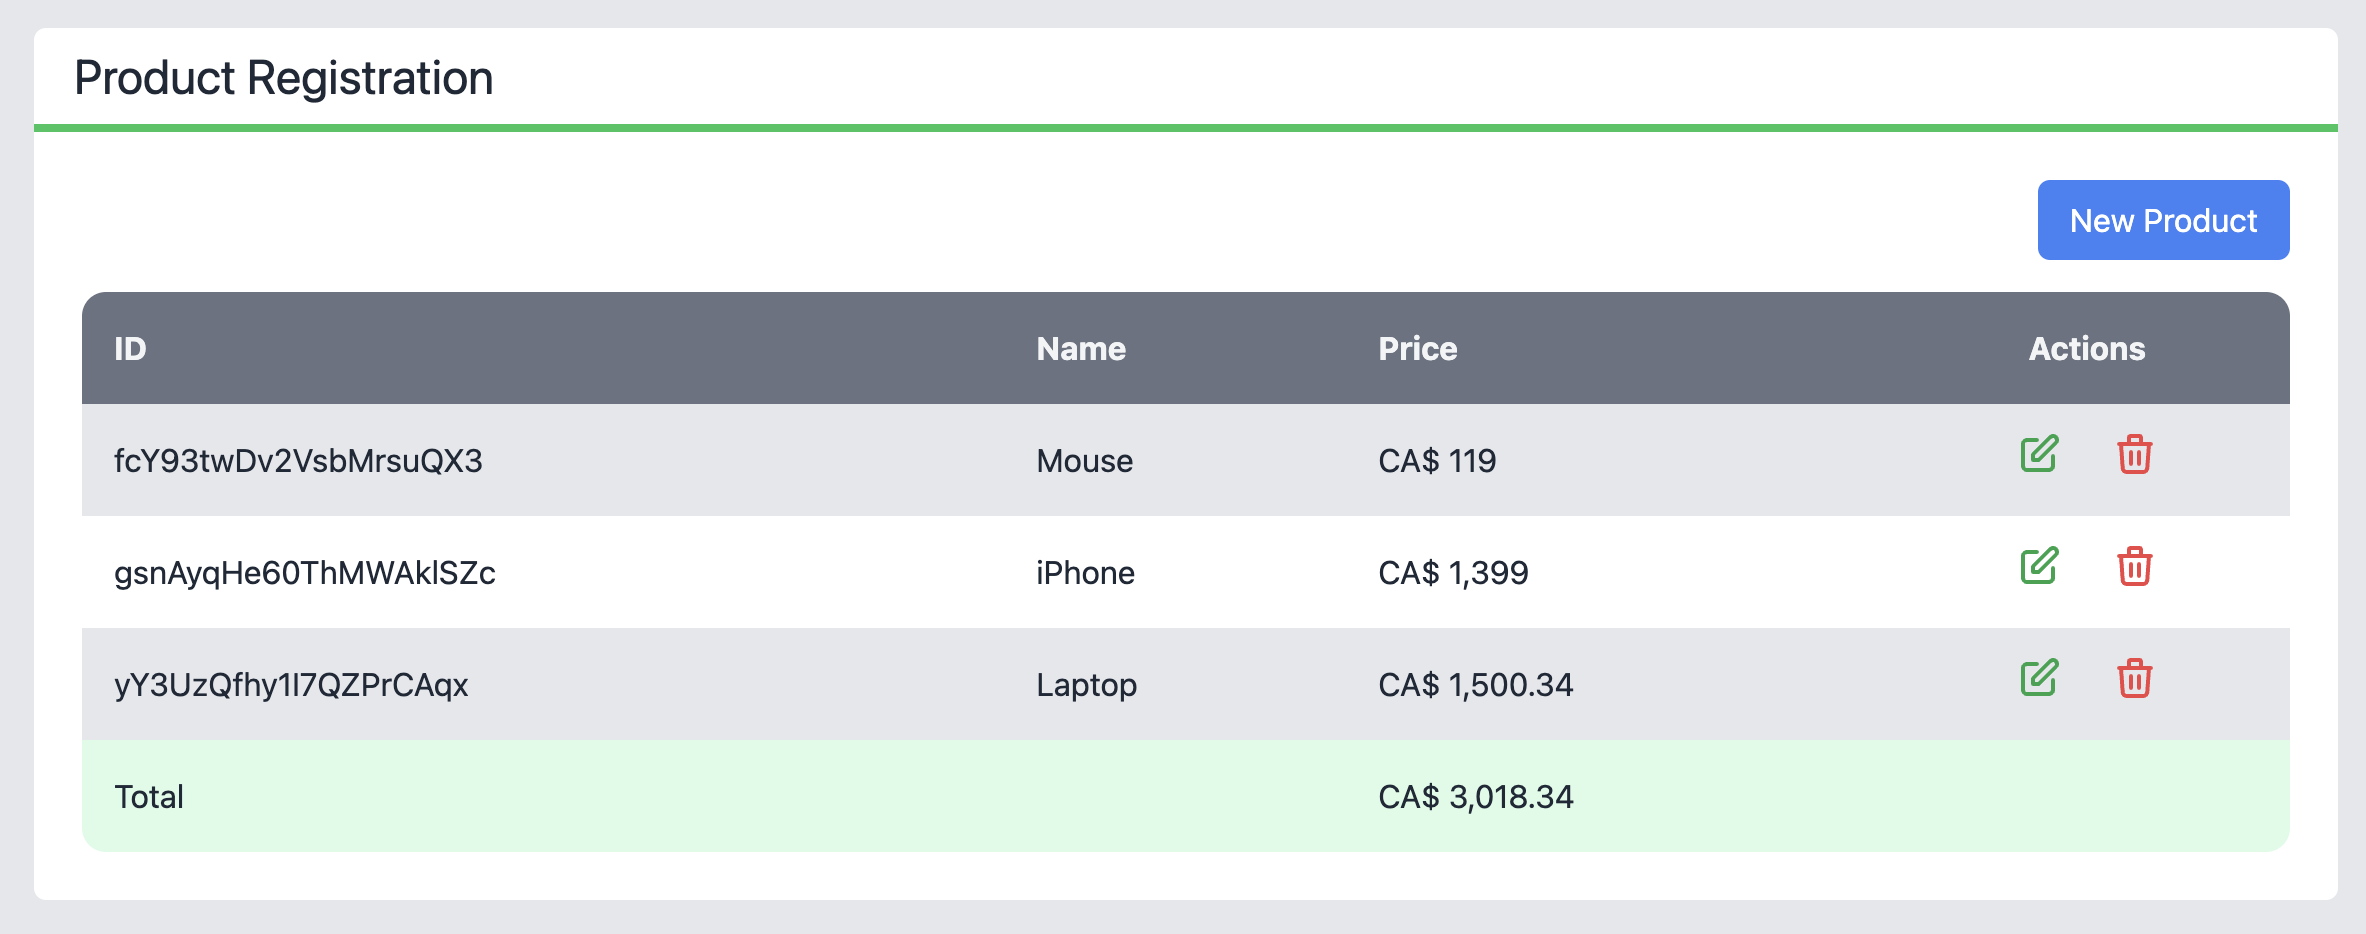 Product Registration
New Product
ID Name Price Actions
fcY93twDv2VsbMrsuQX3 Mouse CA$ 119
gsnAyqHe60ThMWAklSZc iPhone CA$ 1,399
yY3UzQfhy1I7QZPrCAqx Laptop CA$ 1,500.34
Total CA$ 3,018.34